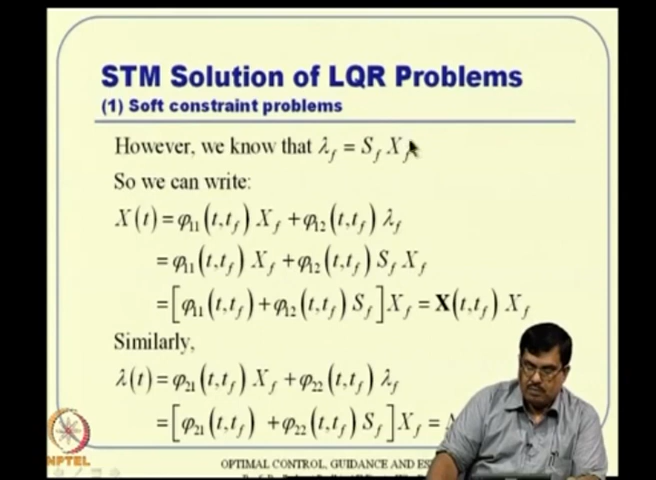 STM Solution of LQR Problems
(1) Soft constraint problems
However, we know that λ_f = S_f X_f
So we can write:
X(t) = φ₁₁(t,t_f) X_f + φ₁₂(t,t_f) λ_f
= φ₁₁(t,t_f) X_f + φ₁₂(t,t_f) S_f X_f
= [φ₁₁(t,t_f) + φ₁₂(t,t_f) S_f] X_f = X(t,t_f) X_f
Similarly,
λ(t) = φ₂₁(t,t_f) X_f + φ₂₂(t,t_f) λ_f
= [φ₂₁(t,t_f) + φ₂₂(t,t_f) S_f] X_f =
NPTEL
OPTIMAL CONTROL, GUIDANCE AND